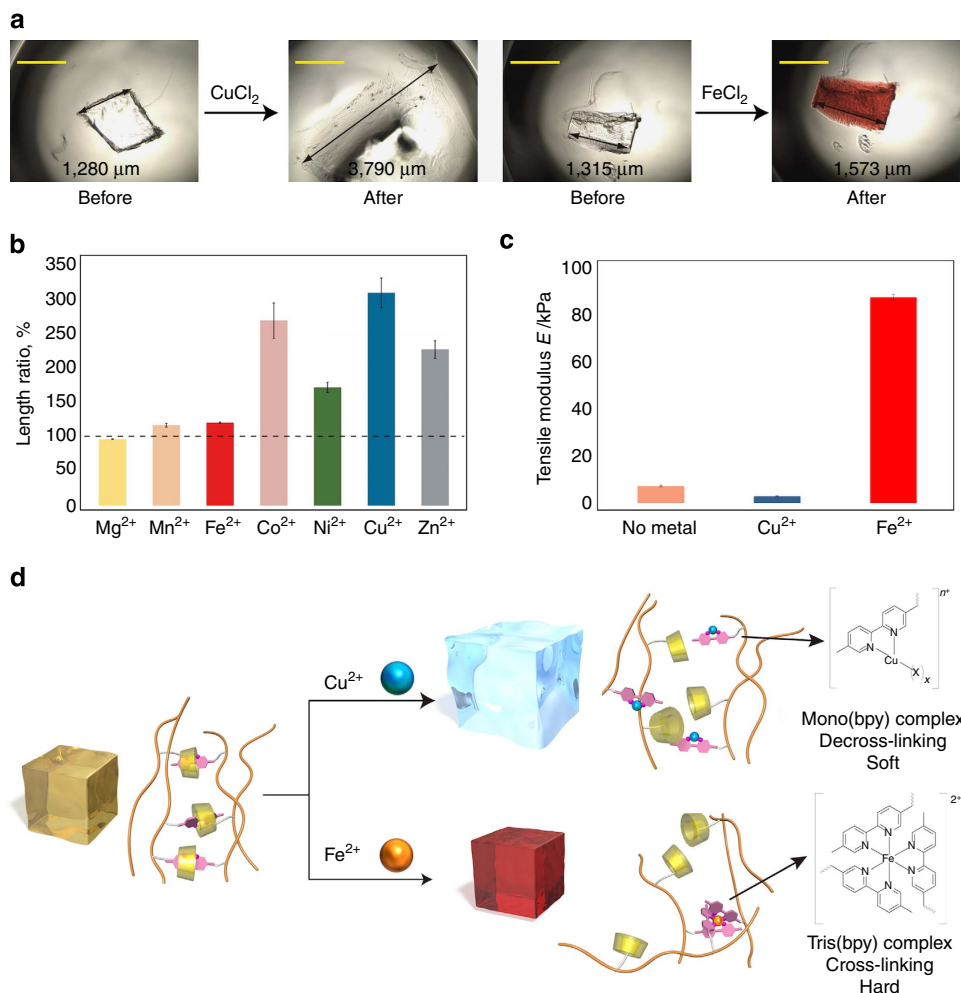 a
CuCl2
FeCl2
1,280 µm
3,790 µm
1,315 µm
1,573 µm
Before
After
Before
After
b
Length ratio, %
350
300
250
200
150
100
50
0
Mg2+
Mn2+
Fe2+
Co2+
Ni2+
Cu2+
Zn2+
c
Tensile modulus E /kPa
100
80
60
40
20
0
No metal
Cu2+
Fe2+
d
Cu2+
n+
N
N
Cu
(X)x
Mono(bpy) complex
Decross-linking
Soft
Fe2+
2+
N
N
N
Fe
N
N
N
Tris(bpy) complex
Cross-linking
Hard